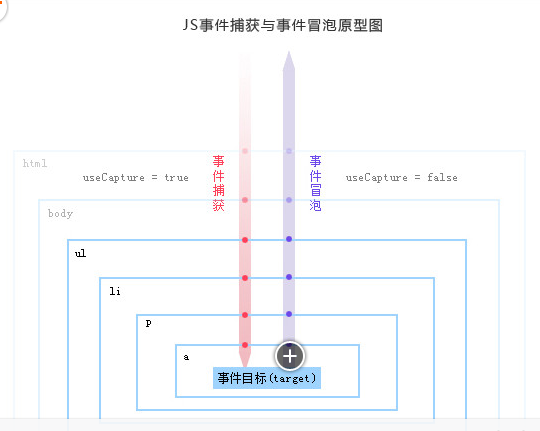 JS事件捕获与事件冒泡原型图
html
useCapture = true
事件捕获
事件冒泡
useCapture = false
body
ul
li
p
a
事件目标(target)